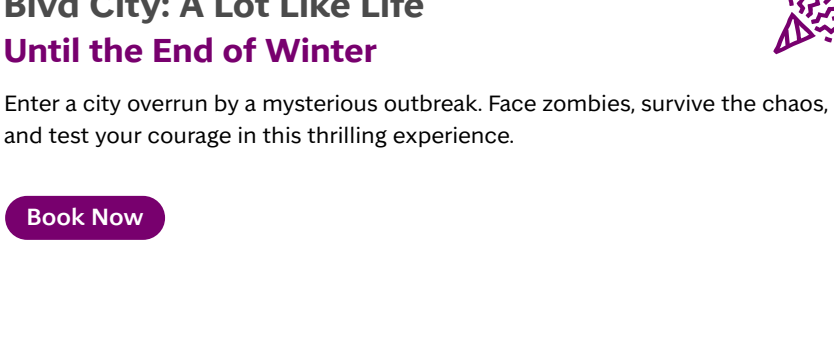 Blvd City: A Lot Like Life
Until the End of Winter
Enter a city overrun by a mysterious outbreak. Face zombies, survive the chaos,
and test your courage in this thrilling experience.
Book Now